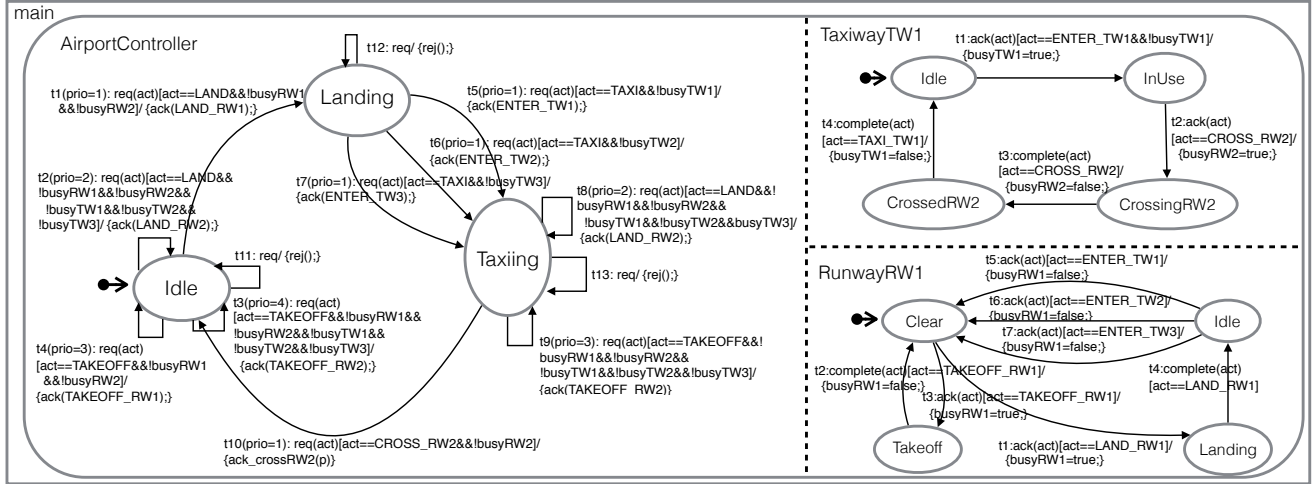 main
AirportController
t12: req/ {rej();}
Landing
t1(prio=1): req(act)[act==LAND&&!busyRW1
&&!busyRW2]/ {ack(LAND_RW1);}
t5(prio=1): req(act)[act==TAXI&&!busyTW1]/
{ack(ENTER_TW1);}
t6(prio=1): req(act)[act==TAXI&&!busyTW2]/
{ack(ENTER_TW2);}
t7(prio=1): req(act)[act==TAXI&&!busyTW3]/
{ack(ENTER_TW3);}
t2(prio=2): req(act)[act==LAND&&
!busyRW1&&!busyRW2&&
!busyTW1&&!busyTW2&&
!busyTW3]/ {ack(LAND_RW2);}
t8(prio=2): req(act)[act==LAND&&!
busyRW1&&!busyRW2&&
!busyTW1&&!busyTW2&&busyTW3]/
{ack(LAND_RW2);}
t11: req/ {rej();}
Idle
Taxiing
t13: req/ {rej();}
t3(prio=4): req(act)
[act==TAKEOFF&&!busyRW1&&
!busyRW2&&!busyTW1&&
!busyTW2&&!busyTW3]/
{ack(TAKEOFF_RW2);}
t4(prio=3): req(act)
[act==TAKEOFF&&!busyRW1
&&!busyRW2]/
{ack(TAKEOFF_RW1);}
t9(prio=3): req(act)[act==TAKEOFF&&!
busyRW1&&!busyRW2&&
!busyTW1&&!busyTW2&&!busyTW3]/
{ack(TAKEOFF_RW2)}
t10(prio=1): req(act)[act==CROSS_RW2&&!busyRW2]/
{ack_crossRW2(p)}
TaxiwayTW1
t1:ack(act)[act==ENTER_TW1&&!busyTW1]/
{busyTW1=true;}
Idle
InUse
t4:complete(act)
[act==TAXI_TW1]/
{busyTW1=false;}
t2:ack(act)
[act==CROSS_RW2]/
{busyRW2=true;}
t3:complete(act)
[act==CROSS_RW2]/
{busyRW2=false;}
CrossedRW2
CrossingRW2
RunwayRW1
t5:ack(act)[act==ENTER_TW1]/
{busyRW1=false;}
t6:ack(act)[act==ENTER_TW2]/
{busyRW1=false;}
t7:ack(act)[act==ENTER_TW3]/
{busyRW1=false;}
Clear
Idle
t2:complete(act)[act==TAKEOFF_RW1]/
{busyRW1=false;}
t3:ack(act)[act==TAKEOFF_RW1]/
{busyRW1=true;}
t4:complete(act)
[act==LAND_RW1]
Takeoff
t1:ack(act)[act==LAND_RW1]/
{busyRW1=true;}
Landing